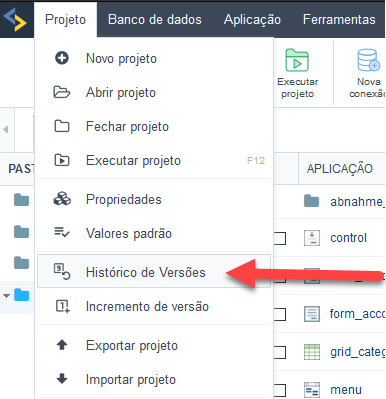 Projeto Banco de dados Aplicação Ferramentas
Novo projeto
Abrir projeto
Fechar projeto
Executar projeto F12
Propriedades
Valores padrão
Histórico de Versões
Incremento de versão
Exportar projeto
Importar projeto
Executar projeto
Nova
PAST
APLICAÇÃO
abnahme_
control
form_acco
grid_categ
menu